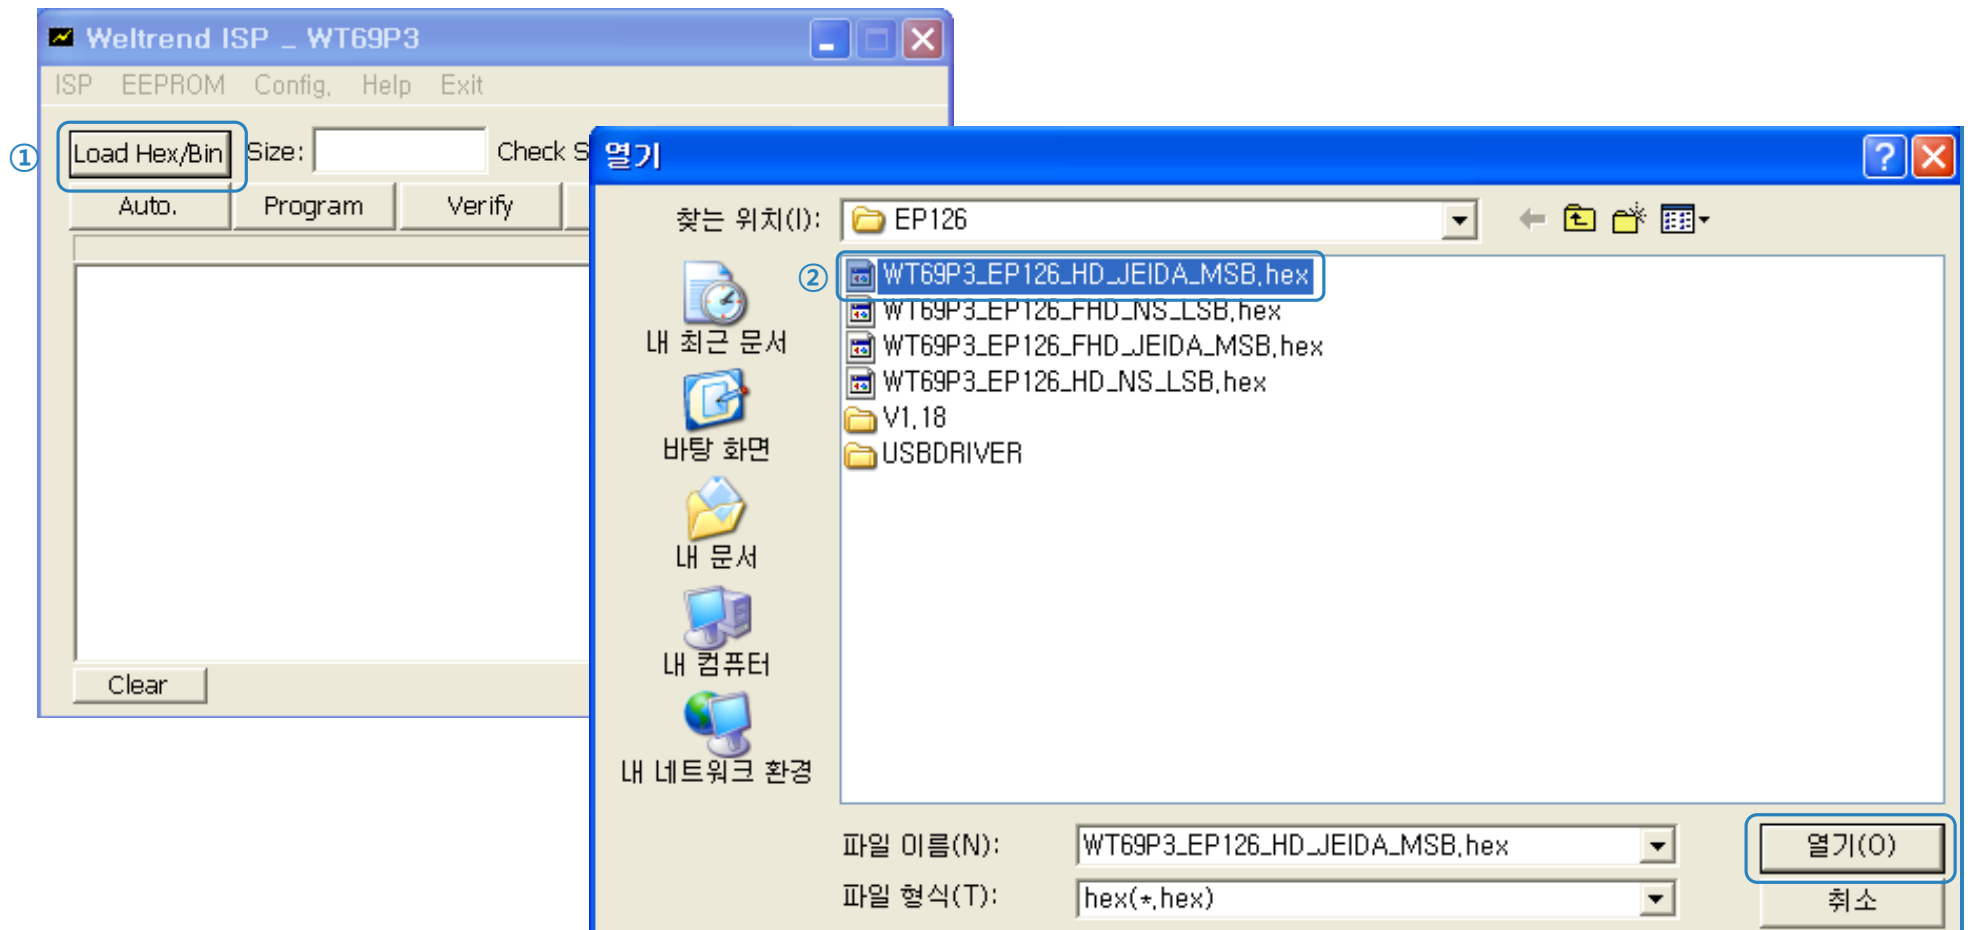 Weltrend ISP _ WT69P3
ISP EEPROM Config. Help Exit
① Load Hex/Bin Size: Check S
Auto. Program Verify
Clear
열기
찾는 위치(I): EP126
② WT69P3_EP126_HD_JEIDA_MSB.hex
WT69P3_EP126_FHD_NS_LSB.hex
WT69P3_EP126_FHD_JEIDA_MSB.hex
WT69P3_EP126_HD_NS_LSB.hex
V1.18
USBDRIVER
내 최근 문서
바탕 화면
내 문서
내 컴퓨터
내 네트워크 환경
파일 이름(N): WT69P3_EP126_HD_JEIDA_MSB.hex 열기(O)
파일 형식(T): hex(*.hex) 취소